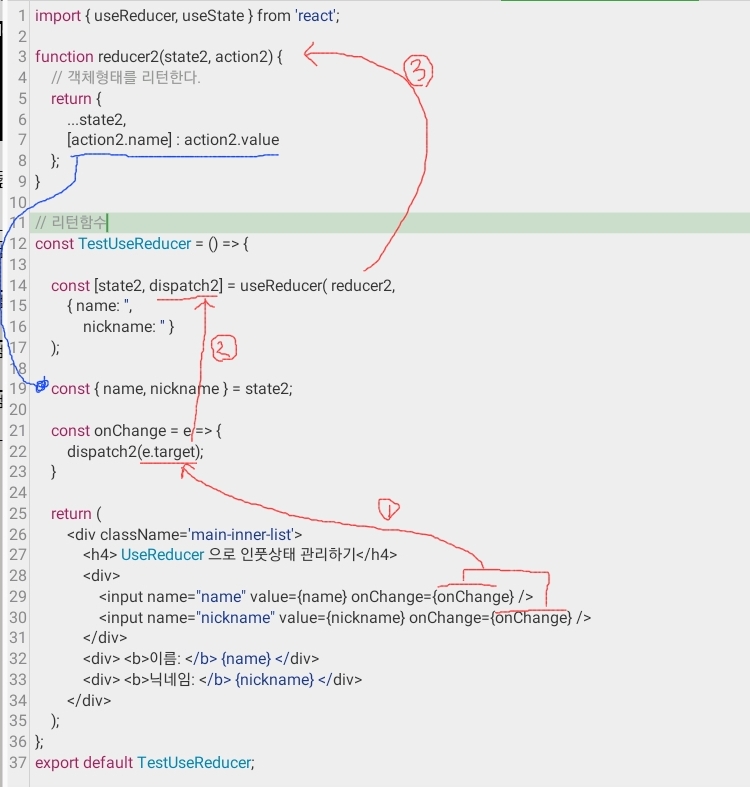 1 import { useReducer, useState } from 'react';
2
3 function reducer2(state2, action2) {
4 // 객체형태를 리턴한다.
5 return {
6 ...state2,
7 [action2.name] : action2.value
8 };
9 }
10
11 // 리턴함수
12 const TestUseReducer = () => {
13
14 const [state2, dispatch2] = useReducer( reducer2,
15 { name: '',
16 nickname: '' }
17 );
18
19 const { name, nickname } = state2;
20
21 const onChange = e => {
22 dispatch2(e.target);
23 }
24
25 return (
26 <div className='main-inner-list'>
27 <h4> UseReducer 으로 인풋상태 관리하기</h4>
28 <div>
29 <input name="name" value={name} onChange={onChange} />
30 <input name="nickname" value={nickname} onChange={onChange} />
31 </div>
32 <div> <b>이름: </b> {name} </div>
33 <div> <b>닉네임: </b> {nickname} </div>
34 </div>
35 );
36 };
37 export default TestUseReducer;
③
②
①